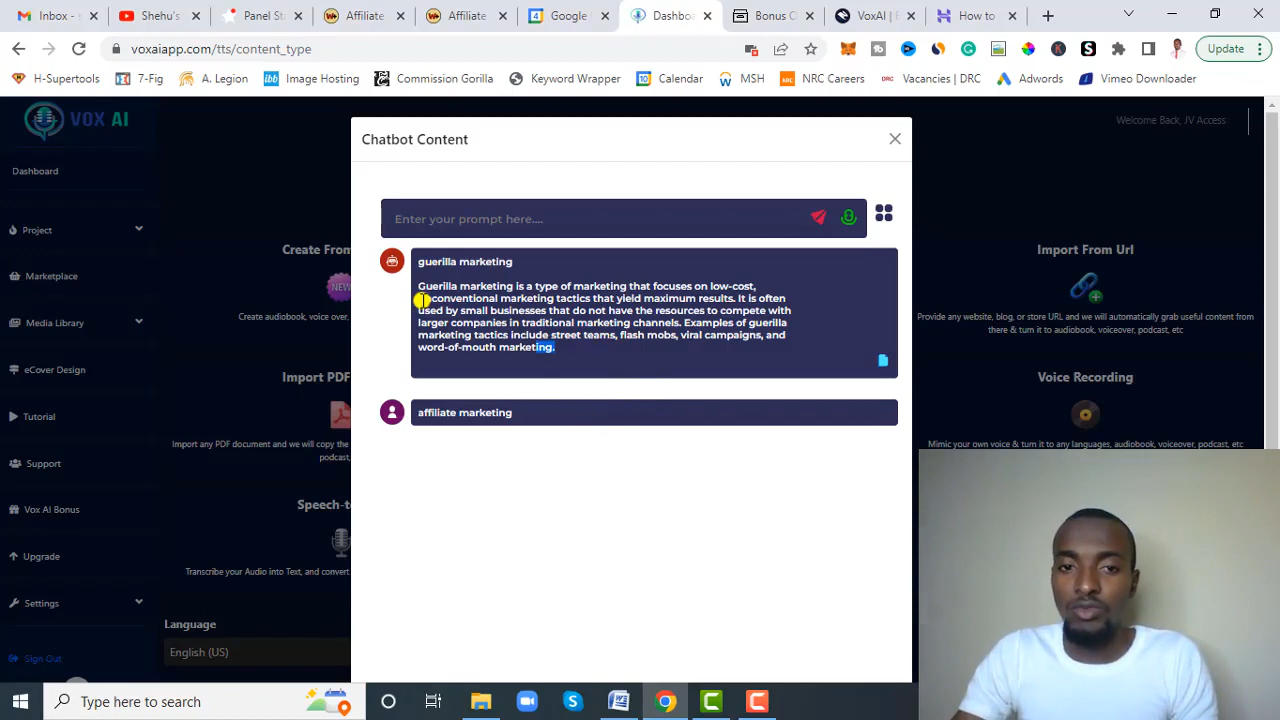 Marketing
Shehu's
Panel St
Affiliate
Affiliate
Google
Dashbo
Bonus C
VoxAI | E
How to
voxaiapp.com/tts/content_type
Update
H-Supertools
7-Fig
A. Legion
Image Hosting
Commission Gorilla
Keyword Wrapper
Calendar
MSH
NRC Careers
Vacancies | DRC
Adwords
Vimeo Downloader
VOX AI
Welcome Back, JV Access
Dashboard
Project
Marketplace
Media Library
eCover Design
Tutorial
Support
Vox AI Bonus
Upgrade
Settings
Sign Out
Create From
NEW
Create audiobook, voice over,
Import PDF
Import any PDF document and we will copy the
podcast,
Speech-to
Transcribe your Audio into Text, and convert
Language
English (US)
Chatbot Content
Enter your prompt here....
guerilla marketing
Guerilla marketing is a type of marketing that focuses on low-cost,
unconventional marketing tactics that yield maximum results. It is often
used by small businesses that do not have the resources to compete with
larger companies in traditional marketing channels. Examples of guerilla
marketing tactics include street teams, flash mobs, viral campaigns, and
word-of-mouth marketing.
affiliate marketing
Import From Url
Provide any website, blog, or store URL and we will automatically grab useful content from
there & turn it to audiobook, voiceover, podcast, etc
Voice Recording
Mimic your own voice & turn it to any languages, audiobook, voiceover, podcast, etc
Type here to search